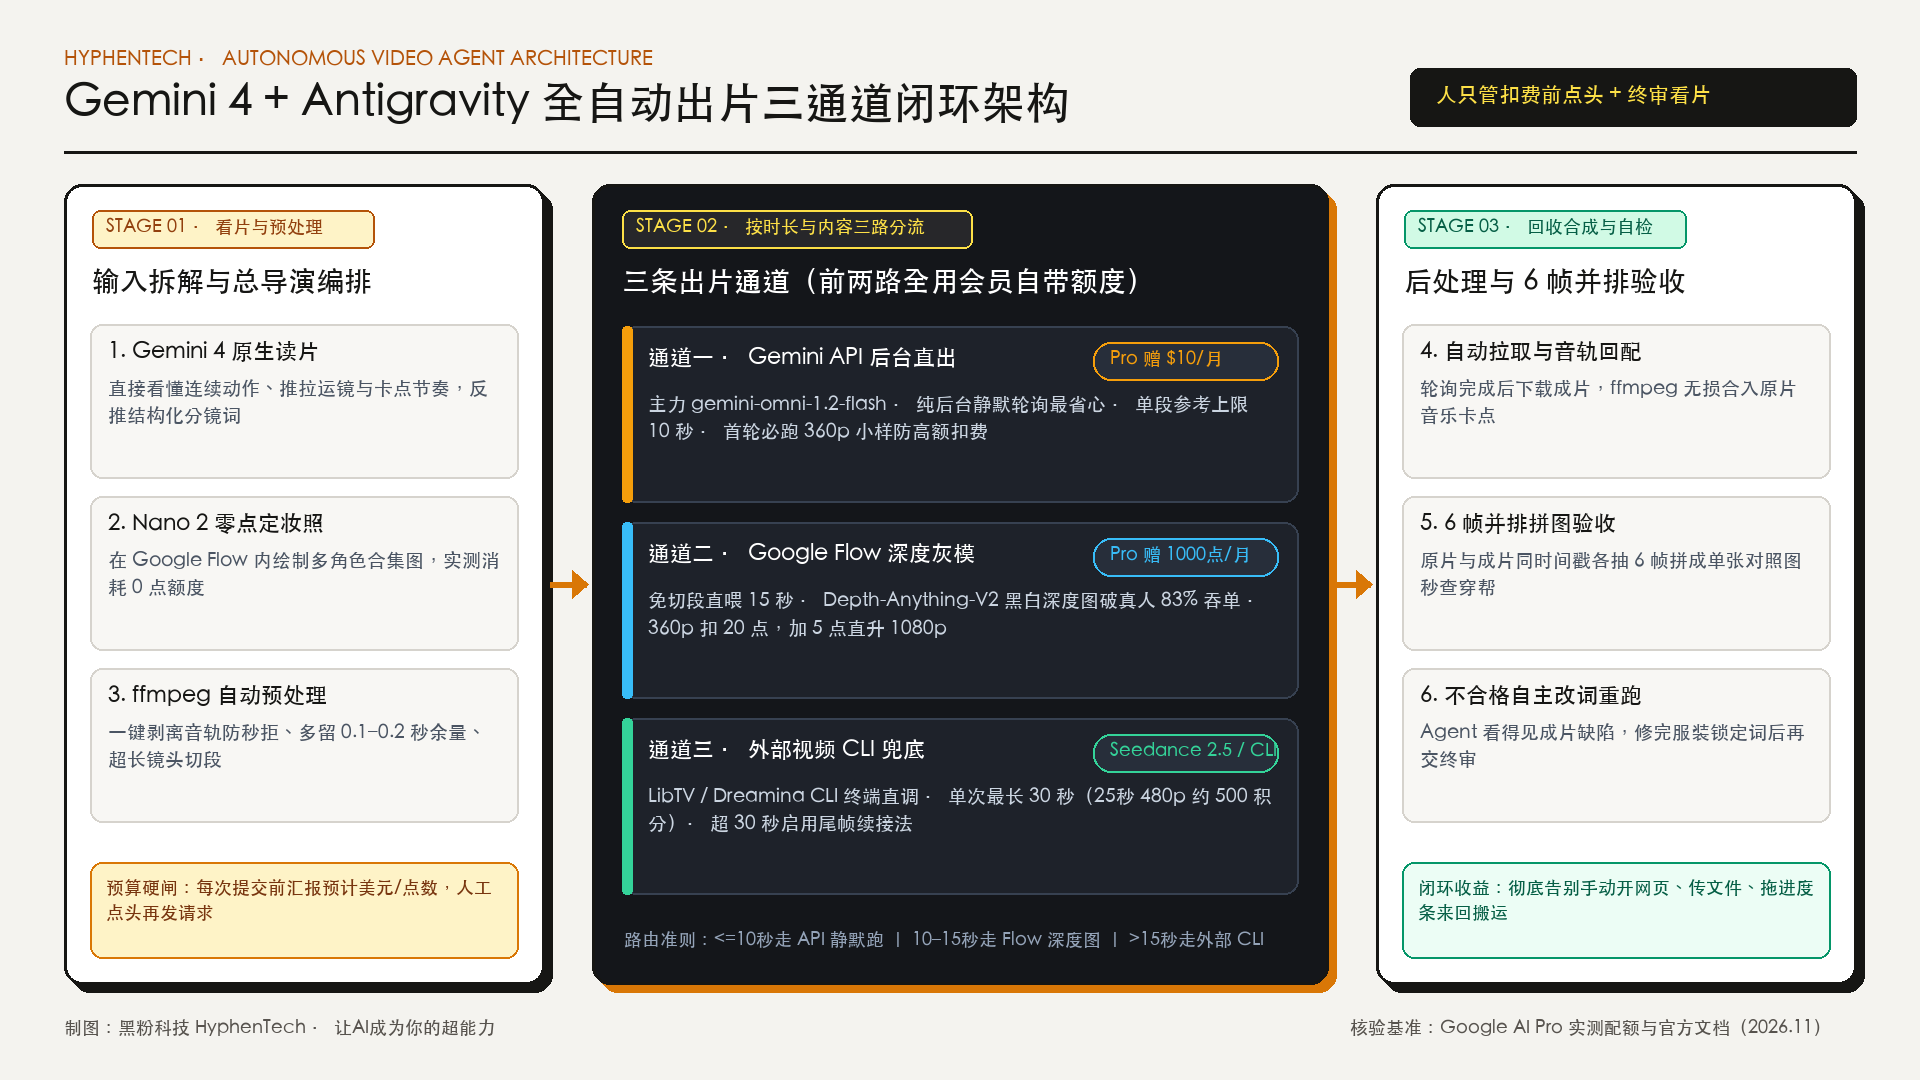 HYPHENTECH · AUTONOMOUS VIDEO AGENT ARCHITECTURE
Gemini 4 + Antigravity 全自动出片三通道闭环架构
人只管扣费前点头 + 终审看片
STAGE 01 · 看片与预处理
输入拆解与总导演编排
1. Gemini 4 原生读片
直接看懂连续动作、推拉运镜与卡点节奏，反
推结构化分镜词
2. Nano 2 零点定妆照
在 Google Flow 内绘制多角色合集图，实测消
耗 0 点额度
3. ffmpeg 自动预处理
一键剥离音轨防秒拒、多留 0.1–0.2 秒余量、
超长镜头切段
预算硬闸：每次提交前汇报预计美元/点数，人工
点头再发请求
STAGE 02 · 按时长与内容三路分流
三条出片通道（前两路全用会员自带额度）
通道一 · Gemini API 后台直出
Pro 赠 $10/月
主力 gemini-omni-1.2-flash · 纯后台静默轮询最省心 · 单段参考上限
10 秒 · 首轮必跑 360p 小样防高额扣费
通道二 · Google Flow 深度灰模
Pro 赠 1000点/月
免切段直喂 15 秒 · Depth-Anything-V2 黑白深度图破真人 83% 吞单 ·
360p 扣 20 点，加 5 点直升 1080p
通道三 · 外部视频 CLI 兜底
Seedance 2.5 / CLI
LibTV / Dreamina CLI 终端直调 · 单次最长 30 秒（25秒 480p 约 500 积
分）· 超 30 秒启用尾帧续接法
路由准则：<=10秒走 API 静默跑 | 10–15秒走 Flow 深度图 | >15秒走外部 CLI
STAGE 03 · 回收合成与自检
后处理与 6 帧并排验收
4. 自动拉取与音轨回配
轮询完成后下载成片，ffmpeg 无损合入原片
音乐卡点
5. 6 帧并排拼图验收
原片与成片同时间戳各抽 6 帧拼成单张对照图
秒查穿帮
6. 不合格自主改词重跑
Agent 看得见成片缺陷，修完服装锁定词后再
交终审
闭环收益：彻底告别手动开网页、传文件、拖进度
条来回搬运
制图：黑粉科技 HyphenTech · 让AI成为你的超能力
核验基准：Google AI Pro 实测配额与官方文档（2026.11）